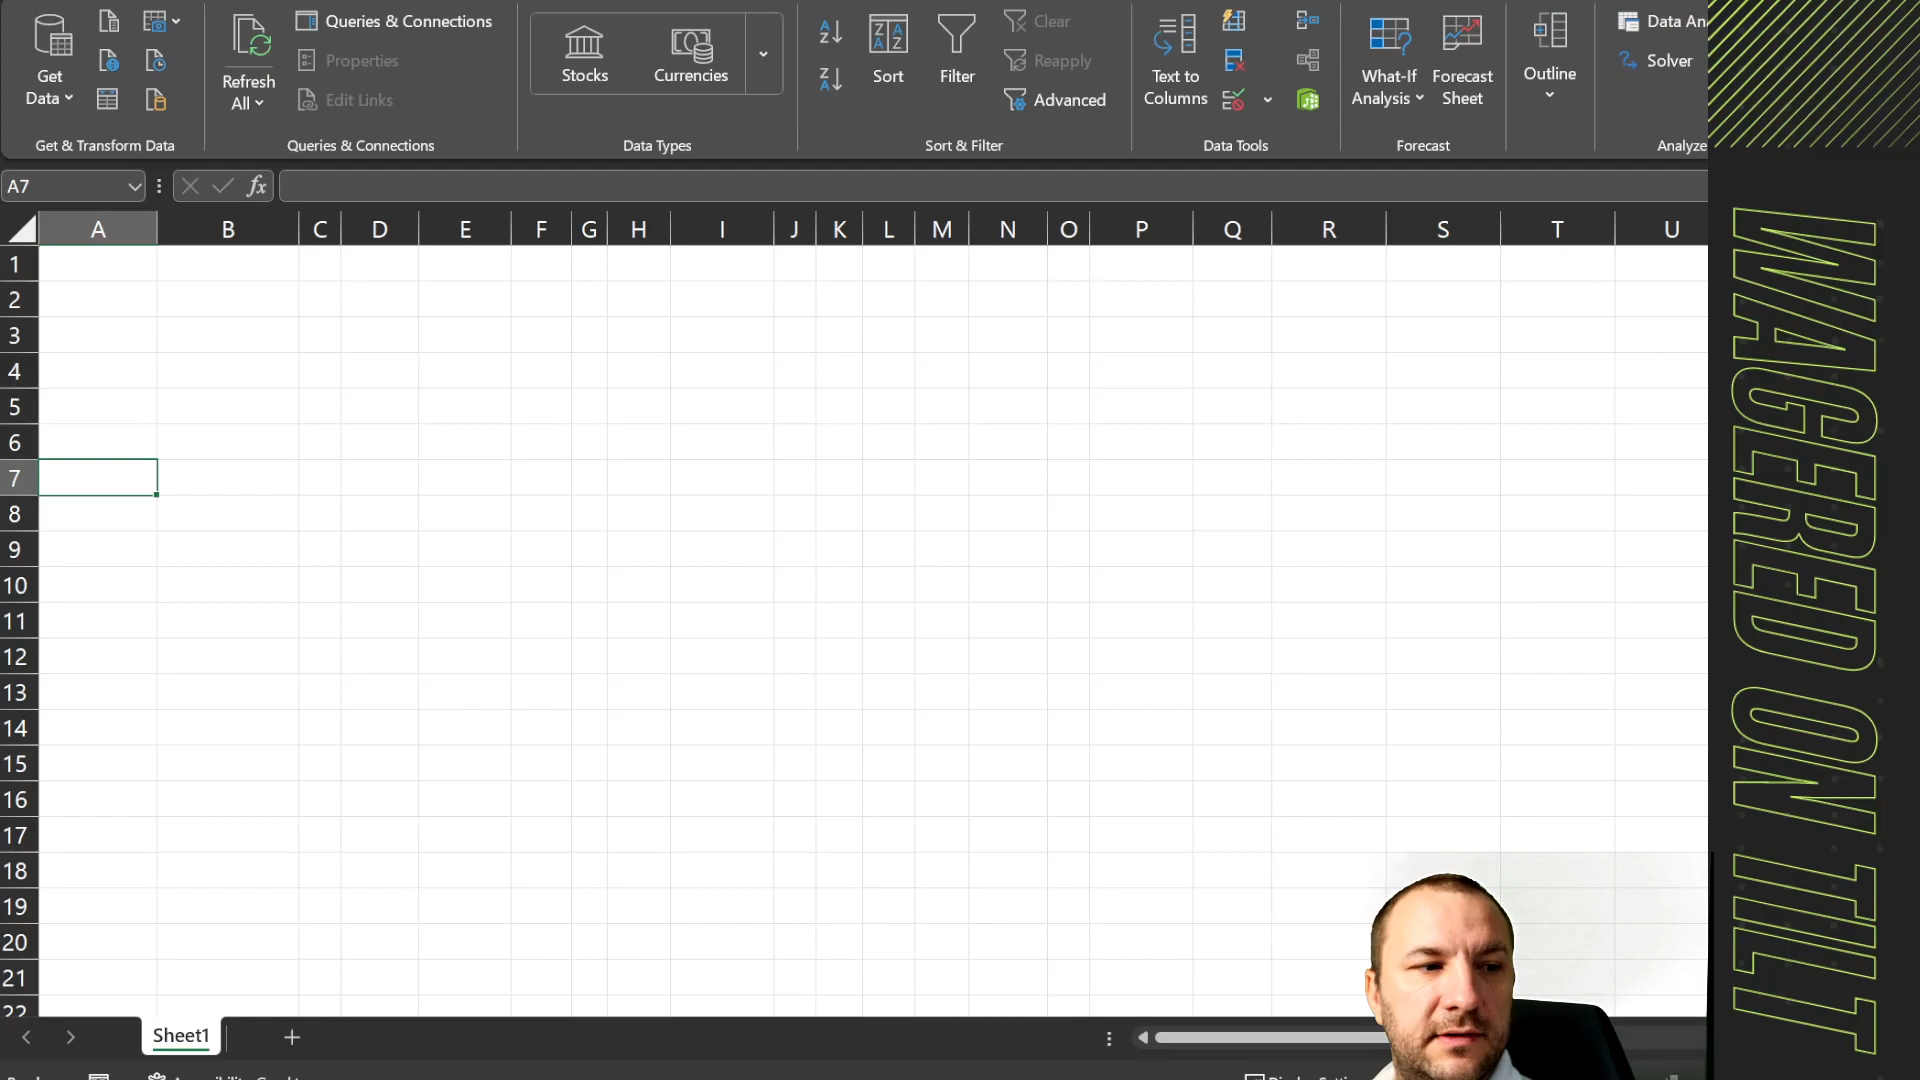 Get Data
Refresh All
Queries & Connections
Properties
Edit Links
Stocks
Currencies
Sort
Filter
Clear
Reapply
Advanced
Text to Columns
What-If Analysis
Forecast Sheet
Outline
Data An
Solver
Get & Transform Data
Queries & Connections
Data Types
Sort & Filter
Data Tools
Forecast
Analyze
A7
fx
A B C D E F G H I J K L M N O P Q R S T U
1
2
3
4
5
6
7
8
9
10
11
12
13
14
15
16
17
18
19
20
21
22
Sheet1
WAGERED ON TILT